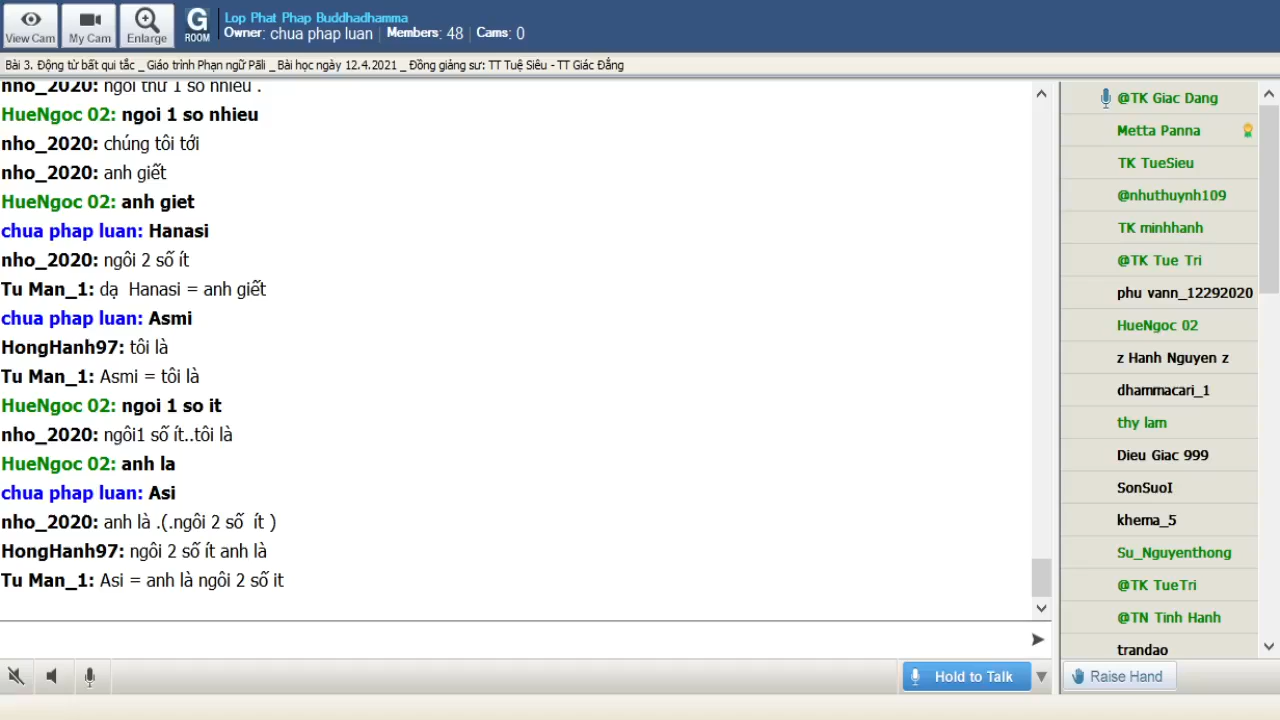 View Cam
My Cam
Enlarge
G
ROOM
Lop Phat Phap Buddhadhamma
Owner: chua phap luan | Members: 48 | Cams: 0
Bài 3. Động từ bất qui tắc _ Giáo trình Phạn ngữ Pāli _ Bài học ngày 12.4.2021 _ Đồng giảng sư: TT Tuệ Siêu - TT Giác Đẳng
nho_2020: ngôi thứ 1 số nhiều .
HueNgoc 02: ngoi 1 so nhieu
nho_2020: chúng tôi tới
nho_2020: anh giết
HueNgoc 02: anh giet
chua phap luan: Hanasi
nho_2020: ngôi 2 số ít
Tu Man_1: dạ  Hanasi = anh giết
chua phap luan: Asmi
HongHanh97: tôi là
Tu Man_1: Asmi = tôi là
HueNgoc 02: ngoi 1 so it
nho_2020: ngôi1 số ít..tôi là
HueNgoc 02: anh la
chua phap luan: Asi
nho_2020: anh là .(.ngôi 2 số  ít )
HongHanh97: ngôi 2 số ít anh là
Tu Man_1: Asi = anh là ngôi 2 số it
@TK Giac Dang
Metta Panna
TK TueSieu
@nhuthuynh109
TK minhhanh
@TK Tue Tri
phu vann_12292020
HueNgoc 02
z Hanh Nguyen z
dhammacari_1
thy lam
Dieu Giac 999
SonSuoI
khema_5
Su_Nguyenthong
@TK TueTri
@TN Tinh Hanh
trandao
Hold to Talk
Raise Hand